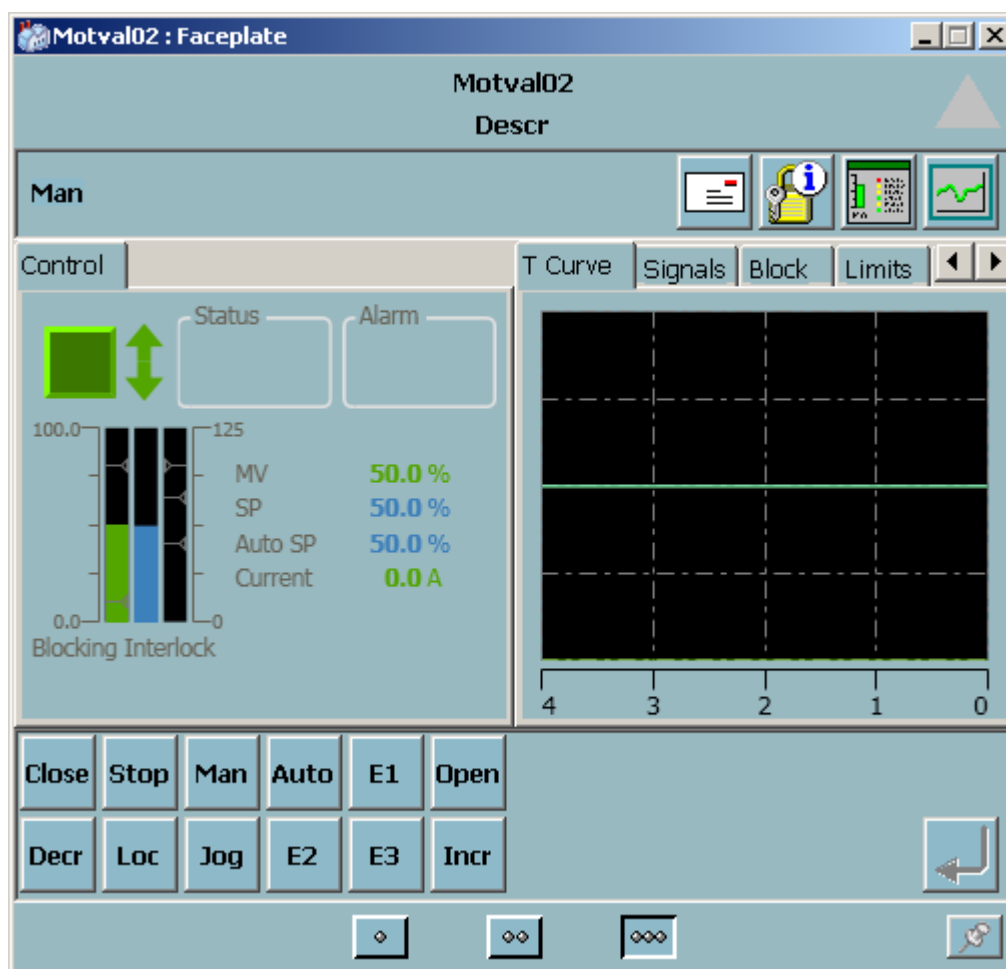 Motval02 : Faceplate
Motval02
Descr
Man
Control
T Curve Signals Block Limits
Status Alarm
100.0 125
MV 50.0 %
SP 50.0 %
Auto SP 50.0 %
Current 0.0 A
0.0 0
Blocking Interlock
4 3 2 1 0
Close Stop Man Auto E1 Open
Decr Loc Jog E2 E3 Incr